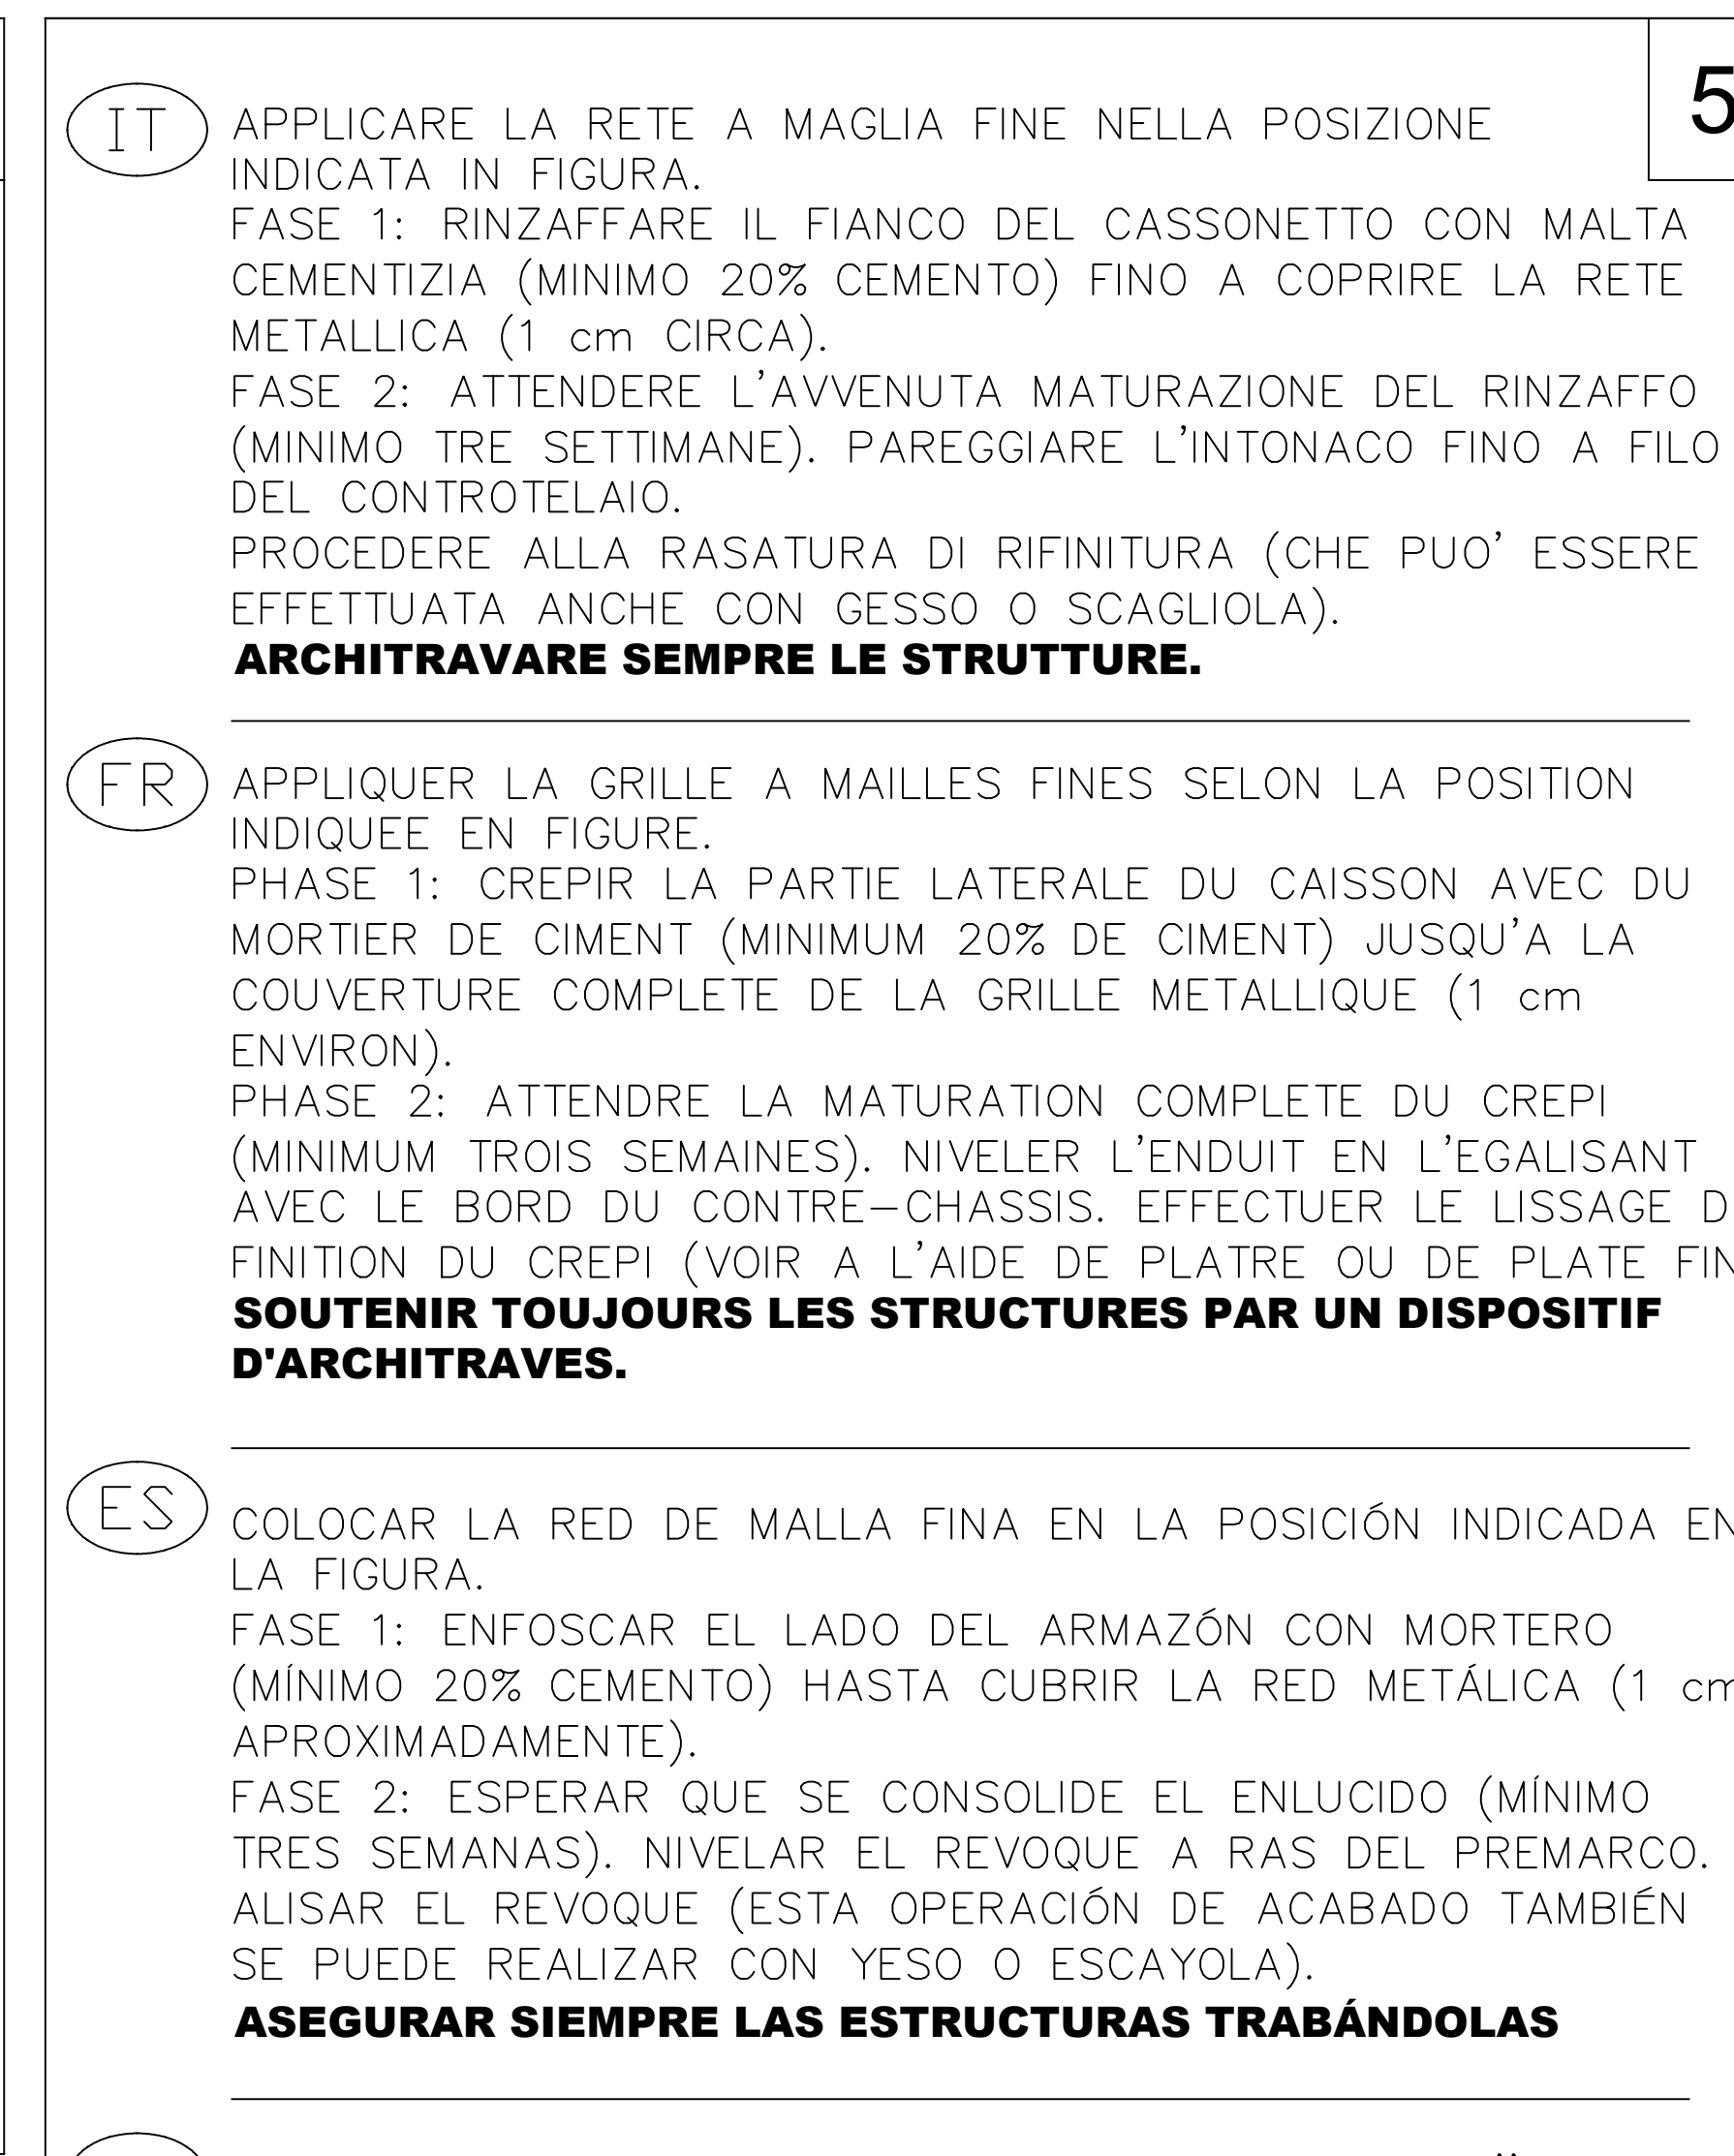 5
IT
APPLICARE LA RETE A MAGLIA FINE NELLA POSIZIONE
INDICATA IN FIGURA.
FASE 1: RINZAFFARE IL FIANCO DEL CASSONETTO CON MALTA
CEMENTIZIA (MINIMO 20% CEMENTO) FINO A COPRIRE LA RETE
METALLICA (1 cm CIRCA).
FASE 2: ATTENDERE L'AVVENUTA MATURAZIONE DEL RINZAFFO
(MINIMO TRE SETTIMANE). PAREGGIARE L'INTONACO FINO A FILO
DEL CONTROTELAIO.
PROCEDERE ALLA RASATURA DI RIFINITURA (CHE PUO' ESSERE
EFFETTUATA ANCHE CON GESSO O SCAGLIOLA).
ARCHITRAVARE SEMPRE LE STRUTTURE.
FR
APPLIQUER LA GRILLE A MAILLES FINES SELON LA POSITION
INDIQUEE EN FIGURE.
PHASE 1: CREPIR LA PARTIE LATERALE DU CAISSON AVEC DU
MORTIER DE CIMENT (MINIMUM 20% DE CIMENT) JUSQU'A LA
COUVERTURE COMPLETE DE LA GRILLE METALLIQUE (1 cm
ENVIRON).
PHASE 2: ATTENDRE LA MATURATION COMPLETE DU CREPI
(MINIMUM TROIS SEMAINES). NIVELER L'ENDUIT EN L'EGALISANT
AVEC LE BORD DU CONTRE-CHASSIS. EFFECTUER LE LISSAGE D
FINITION DU CREPI (VOIR A L'AIDE DE PLATRE OU DE PLATE FIN
SOUTENIR TOUJOURS LES STRUCTURES PAR UN DISPOSITIF
D'ARCHITRAVES.
ES
COLOCAR LA RED DE MALLA FINA EN LA POSICIÓN INDICADA EN
LA FIGURA.
FASE 1: ENFOSCAR EL LADO DEL ARMAZÓN CON MORTERO
(MÍNIMO 20% CEMENTO) HASTA CUBRIR LA RED METÁLICA (1 cm
APROXIMADAMENTE).
FASE 2: ESPERAR QUE SE CONSOLIDE EL ENLUCIDO (MÍNIMO
TRES SEMANAS). NIVELAR EL REVOQUE A RAS DEL PREMARCO.
ALISAR EL REVOQUE (ESTA OPERACIÓN DE ACABADO TAMBIÉN
SE PUEDE REALIZAR CON YESO O ESCAYOLA).
ASEGURAR SIEMPRE LAS ESTRUCTURAS TRABÁNDOLAS